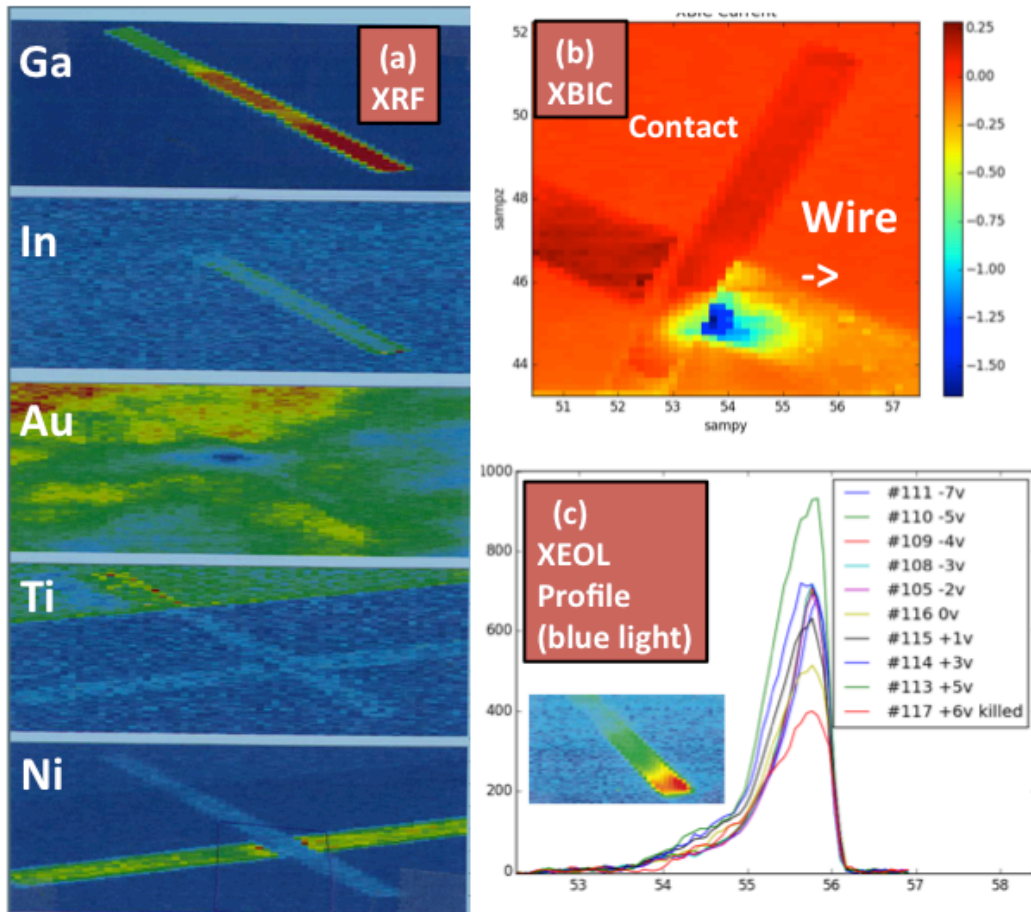 Ga
(a)
XRF
In
Au
Ti
Ni
XBIC Current
(b)
XBIC
Contact
Wire
->
sampz
52
50
48
46
44
51
52
53
54
55
56
57
sampy
0.25
0.00
−0.25
−0.50
−0.75
−1.00
−1.25
−1.50
(c)
XEOL
Profile
(blue light)
1000
800
600
400
200
0
53
54
55
56
57
58
#111 -7v
#110 -5v
#109 -4v
#108 -3v
#105 -2v
#116 0v
#115 +1v
#114 +3v
#113 +5v
#117 +6v killed